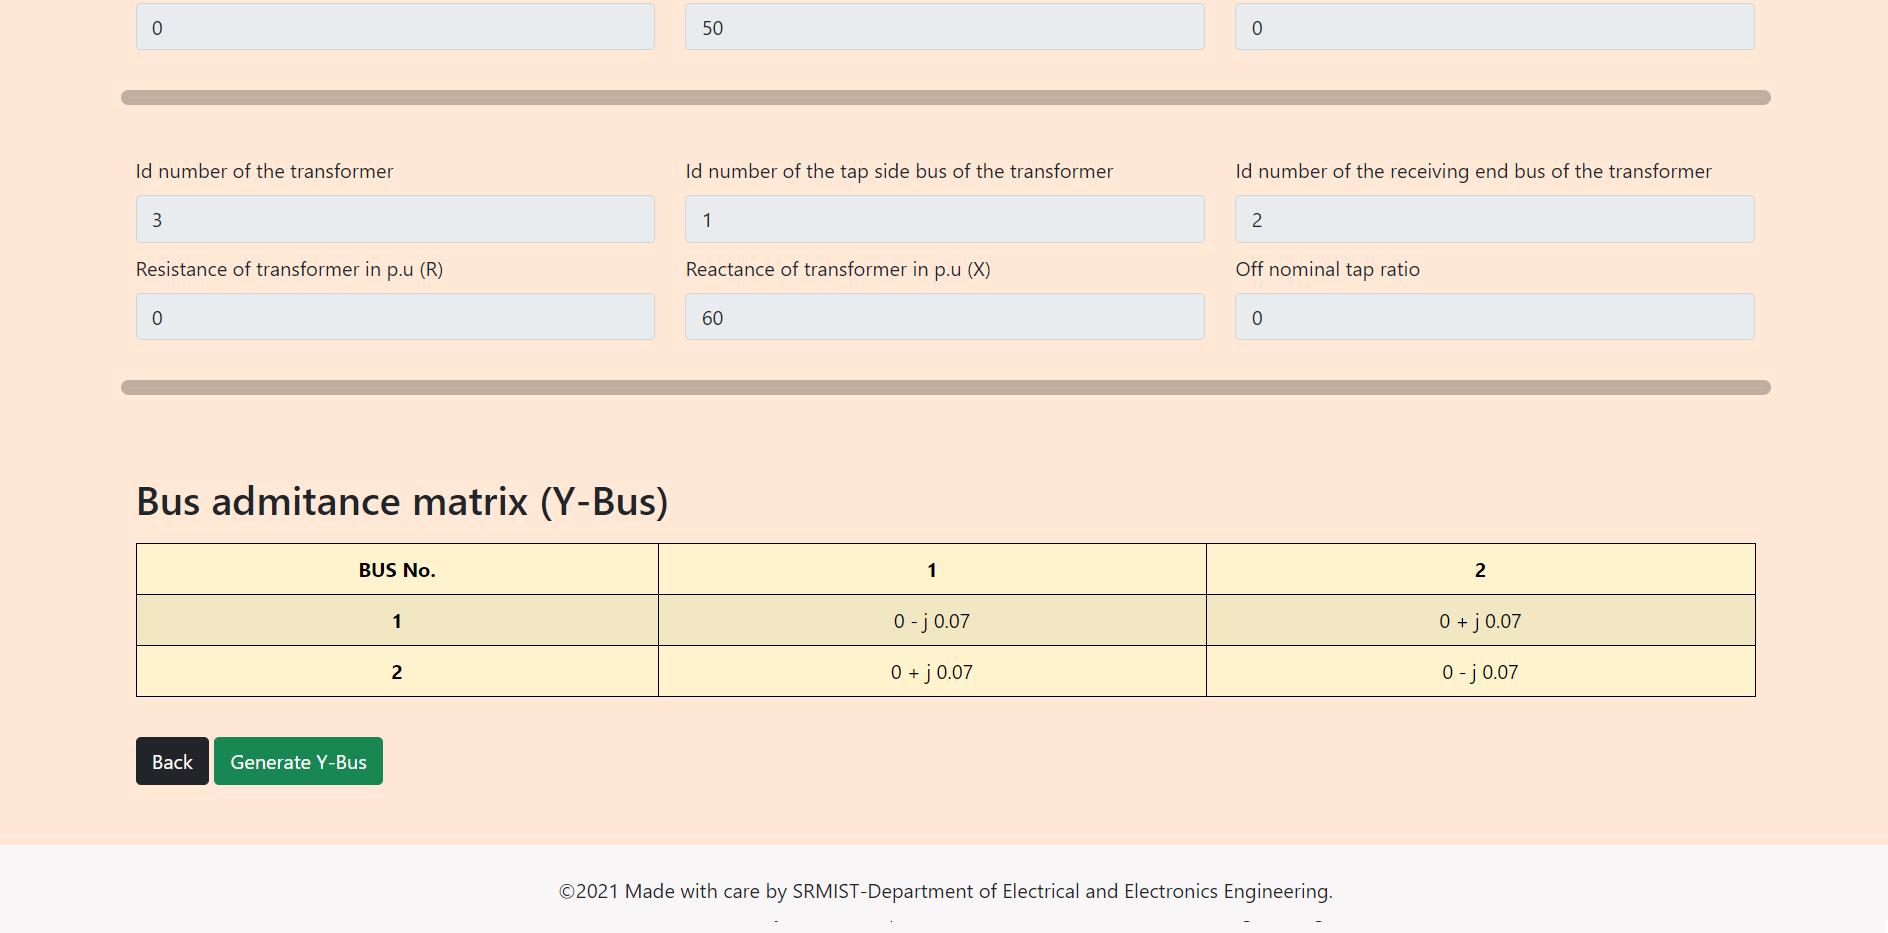 0 50 0
Id number of the transformer Id number of the tap side bus of the transformer Id number of the receiving end bus of the transformer
3 1 2
Resistance of transformer in p.u (R) Reactance of transformer in p.u (X) Off nominal tap ratio
0 60 0
Bus admitance matrix (Y-Bus)
BUS No. 1 2
1 0 - j 0.07 0 + j 0.07
2 0 + j 0.07 0 - j 0.07
Back Generate Y-Bus
©2021 Made with care by SRMIST-Department of Electrical and Electronics Engineering.